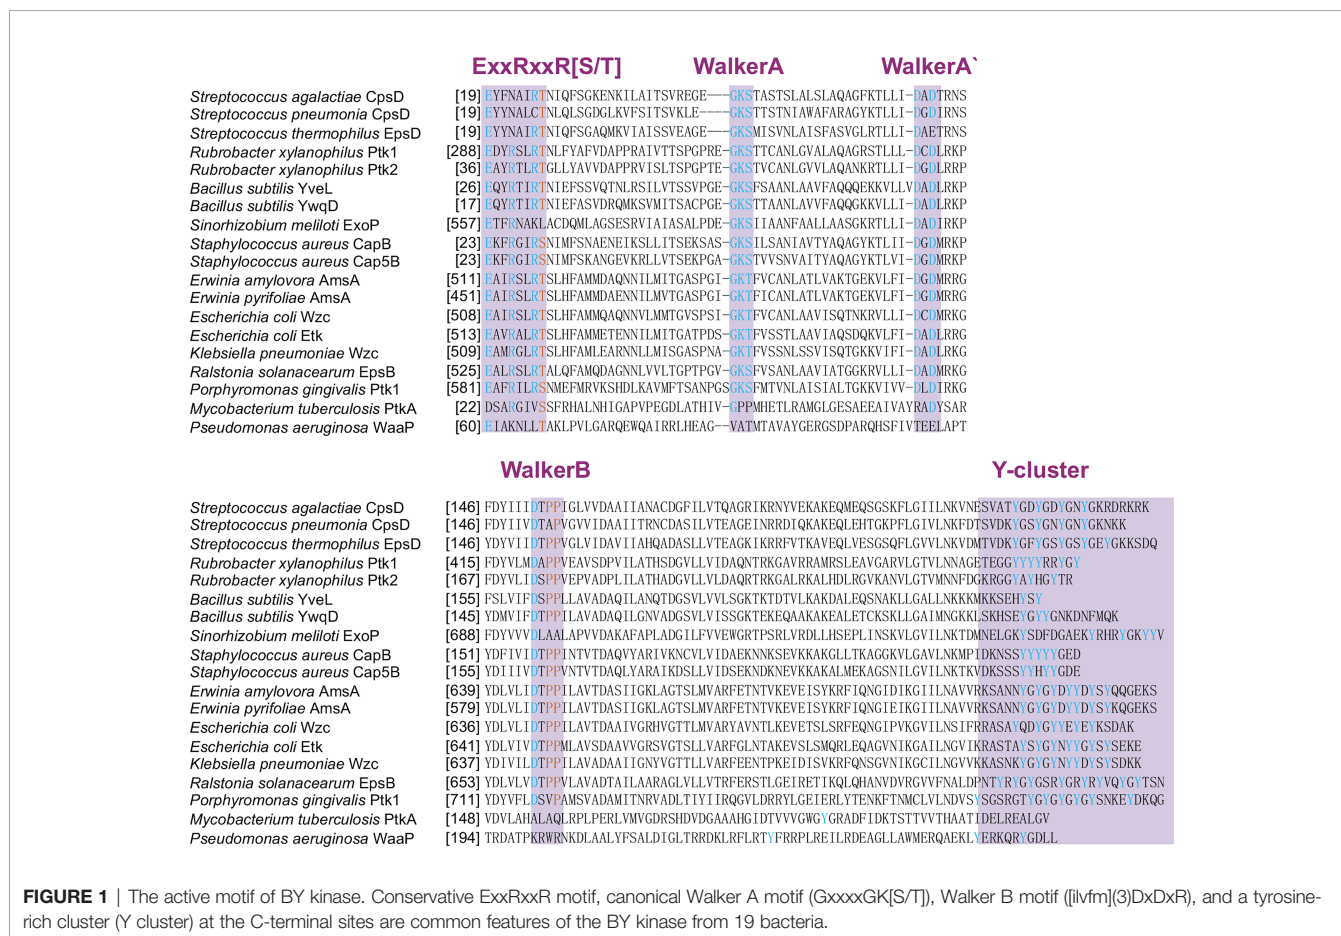 ExxRxxR[S/T] WalkerA WalkerA`
Streptococcus agalactiae CpsD [19] EYFNAIRTNIQFSGKENKILAITSVREGE---GKSTASTSLALSLAQAGFKTLLI-DADTRNS
Streptococcus pneumonia CpsD [19] EYYNALCTNLQLSGDGLKVFSITSVKLE----GKSTTSTNIAWAFARAGYKTLLI-DGDIRNS
Streptococcus thermophilus EpsD [19] EYYNAIRTNIQFSGAQMKVIAISSVEAGE---GKSMISVNLAISFASVGLRTLLI-DAETRNS
Rubrobacter xylanophilus Ptk1 [288] EDYRSLRTNLFYAFVDAPPRAIVTTSPGPRE-GKSTTCANLGVALAQAGRSTLLL-DCDLRKP
Rubrobacter xylanophilus Ptk2 [36] EAYRTLRTGLLYAVVDAPPRVISLTSPGPTE-GKSTVCANLGVVLAQANKRTLLI-DGDLRRP
Bacillus subtilis YveL [26] EQYRTIRTNIEFSSVQTNLRSILVTSSVPGE-GKSFSAANLAAVFAQQQEKKVLLVDADLRKP
Bacillus subtilis YwqD [17] EQYRTIRTNIEFASVDRQMKSVMITSACPGE-GKSTTAANLAVVFAQQGKKVLLI-DADLRKP
Sinorhizobium meliloti ExoP [557] ETFRNAKLACDQMLAGSESRVIAIASALPDE-GKSIIAANFAALLAASGKRTLLI-DADIRKP
Staphylococcus aureus CapB [23] EKFRGIRSNIMFSNAENEIKSLLITSEKSAS-GKSILSANIAVTYAQAGYKTLII-DGDMRKP
Staphylococcus aureus Cap5B [23] EKFRGIRSNIMFSKANGEVKRLLVTSEKPGA-GKSTVVSNVAITYAQAGYKTLVI-DGDMRKP
Erwinia amylovora AmsA [511] EAIRSLRTSLHFAMMDAQNNILMITGASPGI-GKTFVCANLATLVAKTGEKVLFI-DGDMRRG
Erwinia pyrifoliae AmsA [451] EAIRSLRTSLHFAMMDAENNILMVTGASPGI-GKTFICANLATLVAKTGEKVLFI-DGDMRRG
Escherichia coli Wzc [508] EAIRSLRTSLHFAMMQAQNNVLMMTGVSPSI-GKTFVCANLAAVISQTNKRVLLI-DCDMRKG
Escherichia coli Etk [513] EAVRALRTSLHFAMMETENNILMITGATPDS-GKTFVSSTLAAVIAQSDQKVLFI-DADLRRG
Klebsiella pneumoniae Wzc [509] EAMRGLRTSLHFAMLEARNNLLMISGASPNA-GKTFVSSNLSSVISQTGKKVIFI-DADLRKG
Ralstonia solanacearum EpsB [525] EALRSLRTALQFAMQDAGNNLVVLTGPTPGV-GKSFVSANLAAVIATGGKRVLLI-DADMRKG
Porphyromonas gingivalis Ptk1 [581] EAFRILRSNMEFMRVKSHDLKAVMFTSANPGSGKSFMTVNLAISIALTGKKVIVV-DLDIRKG
Mycobacterium tuberculosis PtkA [22] DSARGIVSSFRHALNHIGAPVPEGDLATHIV-GPPMHETLRAMGLGESAEEAIVAYRADYSAR
Pseudomonas aeruginosa WaaP [60] EIAKNLLTAKLPVLGARQEWQAIRRLHEAG--VATMTAVAYGERGSDPARQHSFIVTEELAPT
WalkerB Y-cluster
Streptococcus agalactiae CpsD [146] FDYIIIDTPPIGLVVDAAIIANACDGFILVTQAGRIKRNYVEKAKEQMEQSGSKFLGIILNKVNESVATYGDYGDYGNYGKRDRKRK
Streptococcus pneumonia CpsD [146] FDYIIVDTAPVGVVIDAAIITRNCDASILVTEAGEINRRDIQKAKEQLEHTGKPFLGIVLNKFDTSVDKYGSYGNYGNYGKNKK
Streptococcus thermophilus EpsD [146] YDYVIIDTPPVGLVIDAVIIAHQADASLLVTEAGKIKRRFVTKAVEQLVESGSQFLGVVLNKVDMTVDKYGFYGSYGSYGEYGKKSDQ
Rubrobacter xylanophilus Ptk1 [415] FDYVLMDAPPVEAVSDPVILATHSDGVLLVIDAQRTRKGAVRRAMRSLEAVGARVLGTVLNNAGETEGGYYYYRRYGY
Rubrobacter xylanophilus Ptk2 [167] FDYVLIDSPPVEPVADPLILATHADGVLLVLDAQNTRKGALRKALHDLRGVKANVLGTVMNNFDGKRGGYAYHGYTR
Bacillus subtilis YveL [155] FSLVIFDSPPLLAVADAQILANQTDGSVLVVLSGKTKTDTVLKAKDALEQSNAKLLGALLNKKKMKKSEHYSY
Bacillus subtilis YwqD [145] YDMVIFDTPPILAVADAQILGNVADGSVLVISSGKTEKEQAAKAKEALETCKSKLLGAIMNGKKLSKHSEYGYYGNKDNFMQK
Sinorhizobium meliloti ExoP [688] FDYVVVDLAALAPVVDAKAFAPLADGILFVVEWGRTPSRLVRDLLHSEPLINSKVLGVILNKTDMNELGKYSDFDGAEKYRHRYGKYYV
Staphylococcus aureus CapB [151] YDFIVIDTPPINTVTDAQVYARIVKNCVLVIDAEKNNKSEVKKAKGLLTKAGGKVLGAVLNKMPIDKNSSYYYYYGED
Staphylococcus aureus Cap5B [155] YDIIIVDTPPVNTVTDAQLYARAIKDSLLVIDSEKNDKNEVKKAKALMEKAGSNILGVILNKTKVDKSSSYYHYYGDE
Erwinia amylovora AmsA [639] YDLVLIDTPPILAVTDASIIGKLAGTSLMVARFETNTVKEVEISYKRFIQNGIDIKGIILNAVVRKSANNYGYGYDYYDYSYQQGEKS
Erwinia pyrifoliae AmsA [579] YDLVLIDTPPILAVTDASIIGKLAGTSLMVARFETNTVKEVEISYKRFIQNGIEIKGIILNAVVRKSANNYGYGYDYYDYSYKQGEKS
Escherichia coli Wzc [636] YDLVLIDTPPILAVTDAAIVGRHVGTTLMVARYAVNTLKEVETSLSRFEQNGIPVKGVILNSIFRRASAYQDYGYYEYEYKSDAK
Escherichia coli Etk [641] YDLVIVDTPPMLAVSDAAVVGRSVGTSLLVARFGLNTAKEVSLSMQRLEQAGVNIKGAILNGVIKRASTAYSYGYNYYGYSYSEKE
Klebsiella pneumoniae Wzc [637] YDIVILDTPPILAVTDAAIIGNYVGTTLLVARFEENTPKEIDISVKRFQNSGVNIKGCILNGVVKKASNKYGYGYNYYDYSYSDKK
Ralstonia solanacearum EpsB [653] YDLVLVDTPPVLAVADTAILAARAGLVLLVTRFERSTLGEIRETIKQLQHANVDVRGVVFNALDPNTYRYGYGSRYGRYRYVQYGYTSN
Porphyromonas gingivalis Ptk1 [711] YDYVFLDSVPAMSVADAMITNRVADLTIYIIRQGVLDRRYLGEIERLYTENKFTNMCLVLNDVSYSGSRGTYGYGYGYGYSNKEYDKQG
Mycobacterium tuberculosis PtkA [148] VDVLAHALAQLRPLPERLVMVGDRSHDVDGAAAHGIDTVVVGWGYGRADFIDKTSTTVVTHAATIDELREALGV
Pseudomonas aeruginosa WaaP [194] TRDATPKRWRNKDLAALYFSALDIGLTRRDKLRFLRTYFRRPLREILRDEAGLLAWMERQAEKLYERKQRYGDLL
FIGURE 1 | The active motif of BY kinase. Conservative ExxRxxR motif, canonical Walker A motif (GxxxxGK[S/T]), Walker B motif ([ilvfm](3)DxDxR), and a tyrosine-
rich cluster (Y cluster) at the C-terminal sites are common features of the BY kinase from 19 bacteria.